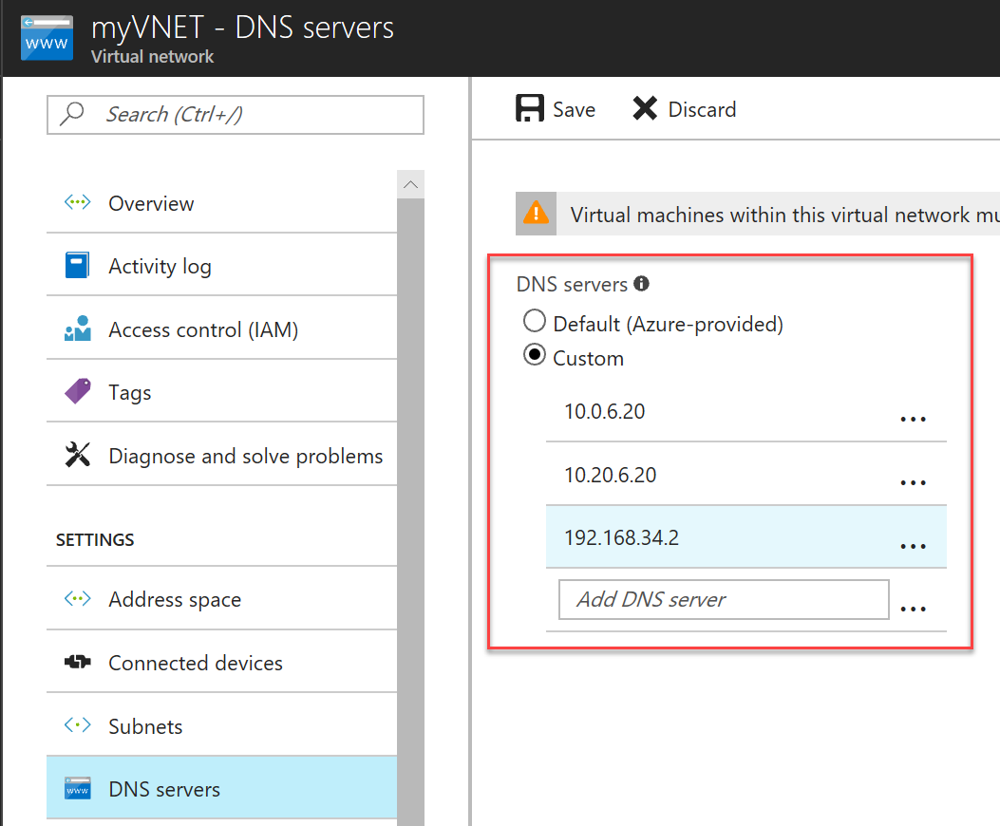 myVNET - DNS servers
Virtual network
Search (Ctrl+/)
Overview
Activity log
Access control (IAM)
Tags
Diagnose and solve problems
SETTINGS
Address space
Connected devices
Subnets
DNS servers
Save
Discard
Virtual machines within this virtual network mu
DNS servers
Default (Azure-provided)
Custom
10.0.6.20
10.20.6.20
192.168.34.2
Add DNS server
WWW
www